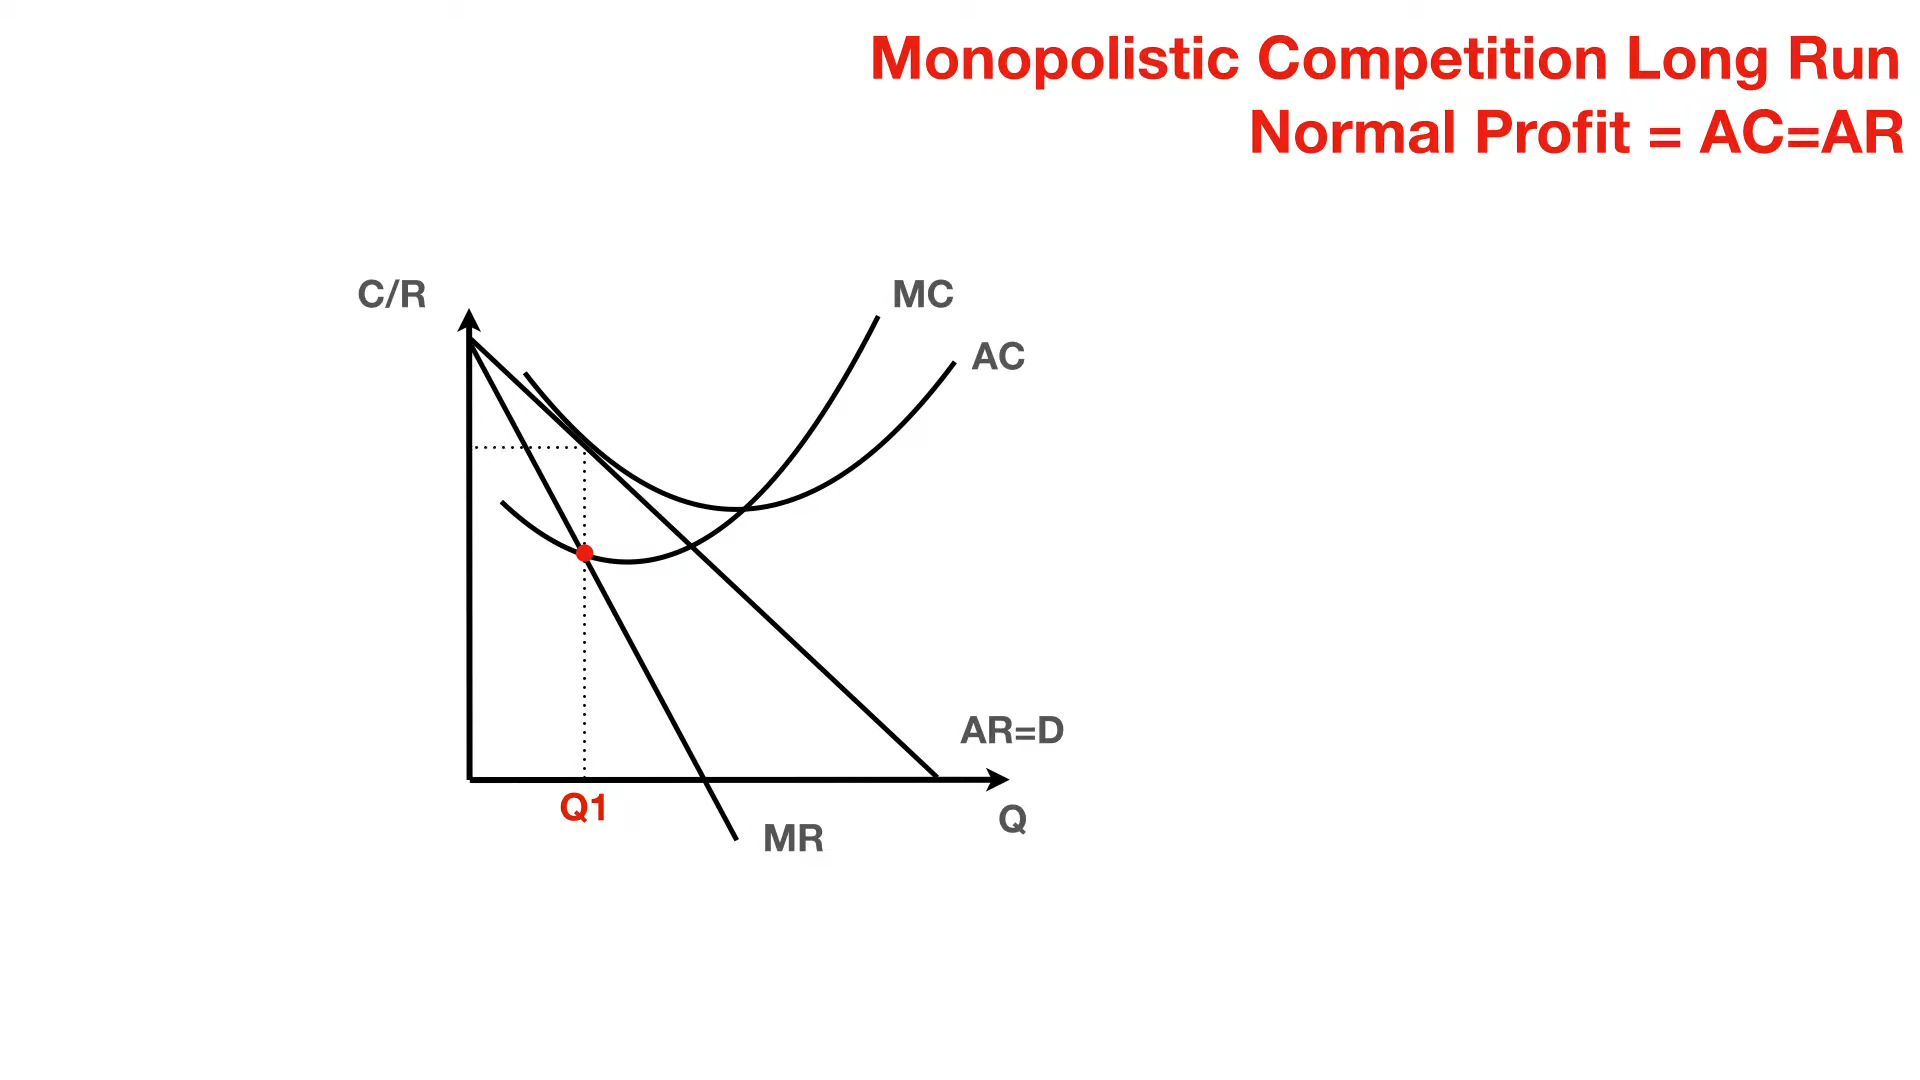 Monopolistic Competition Long Run
Normal Profit = AC=AR
C/R
MC
AC
AR=D
Q1
Q
MR